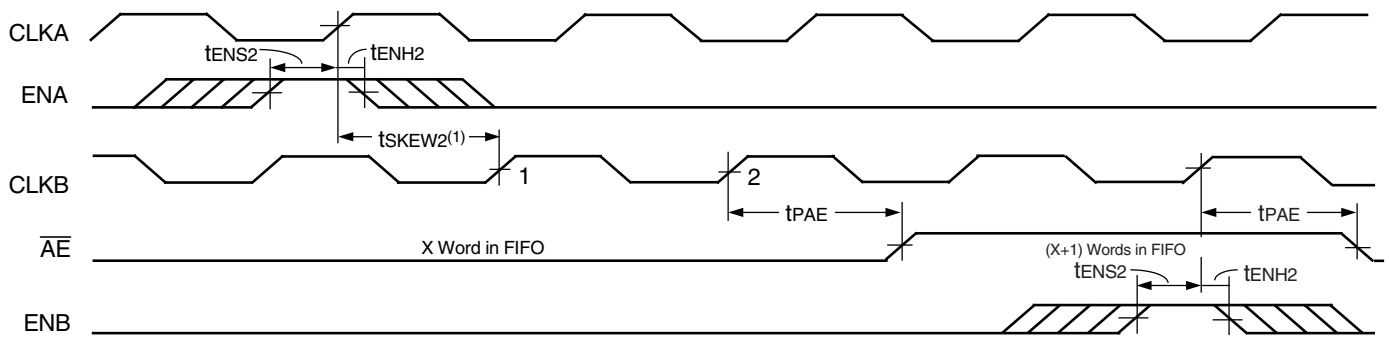 CLKA
tENS2
tENH2
ENA
tSKEW2(1)
CLKB
1
2
tPAE
tPAE
AE
X Word in FIFO
(X+1) Words in FIFO
tENS2
tENH2
ENB